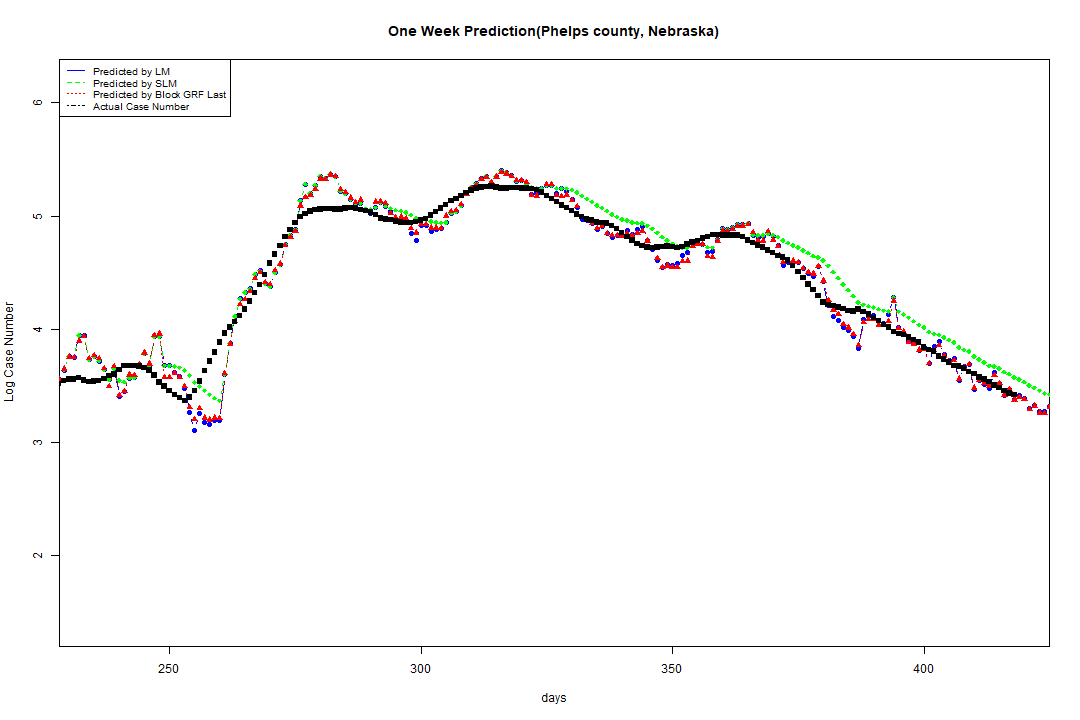 One Week Prediction(Phelps county, Nebraska)
Predicted by LM
Predicted by SLM
Predicted by Block GRF Last
Actual Case Number
6
5
4
3
2
Log Case Number
250
300
350
400
days